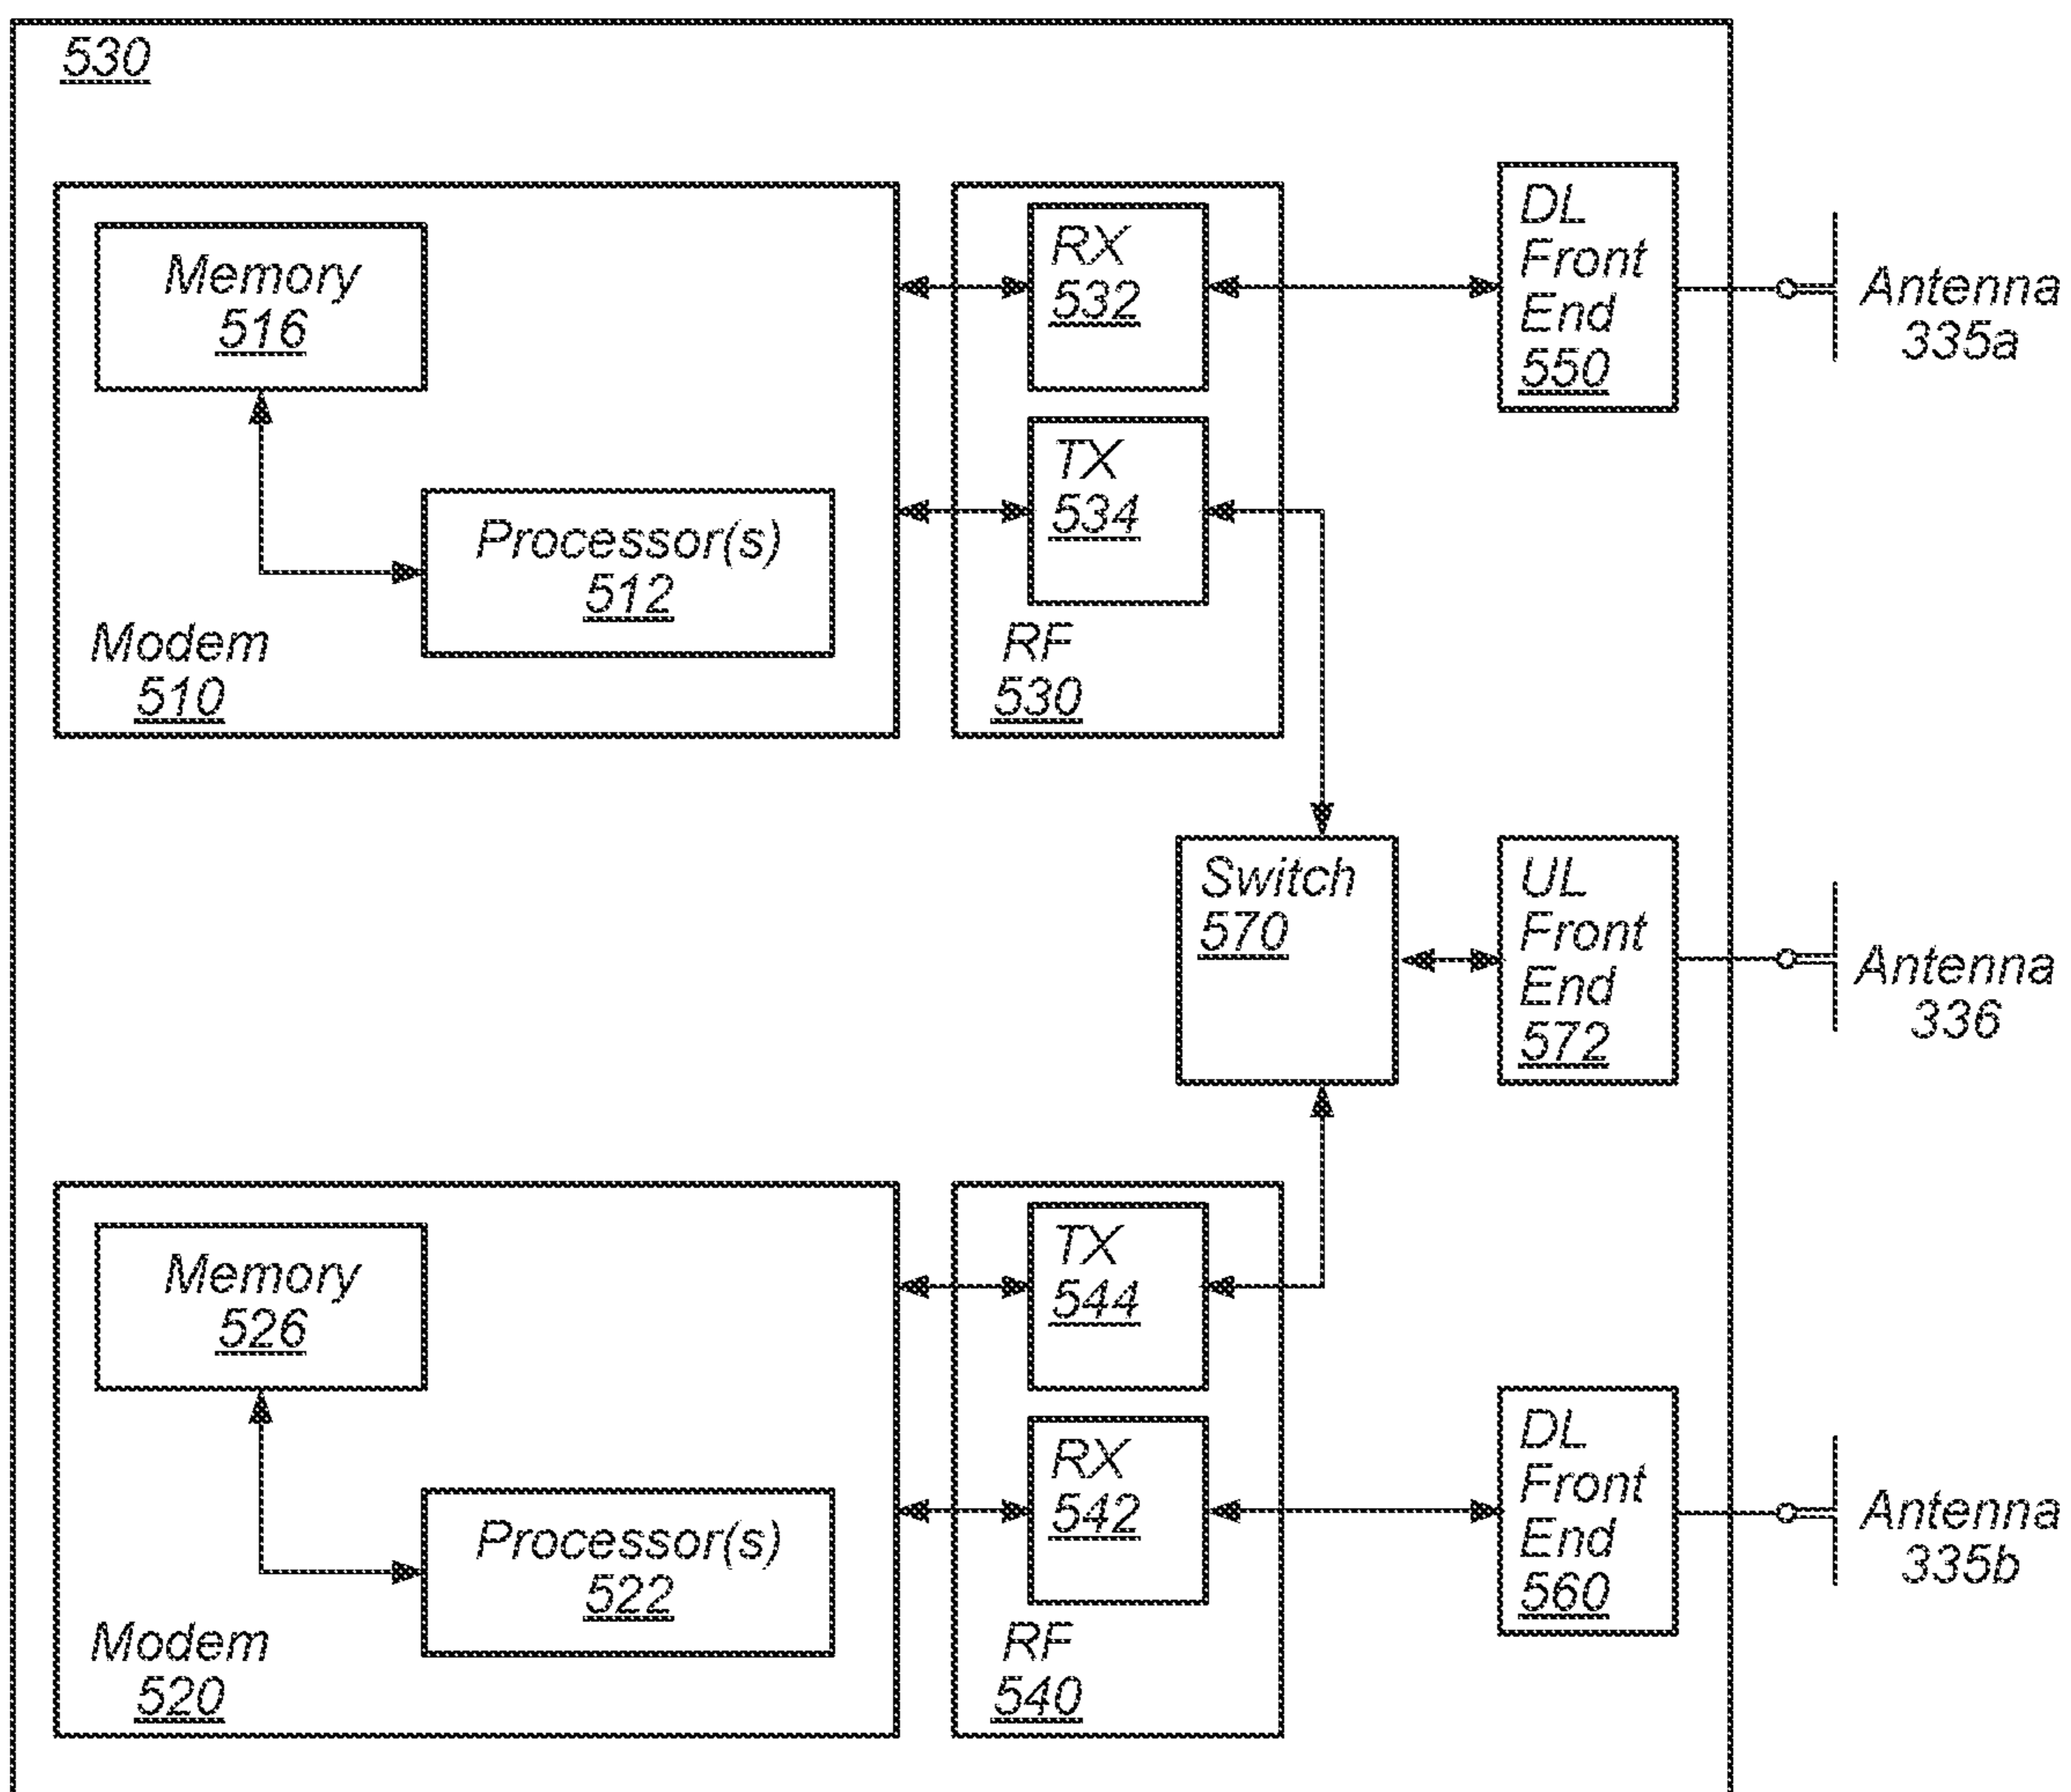 530
Memory
516
Processor(s)
512
Modem
510
RX
532
TX
534
RF
530
DL
Front
End
550
Antenna
335a
Switch
570
UL
Front
End
572
Antenna
336
Memory
526
Processor(s)
522
Modem
520
TX
544
RX
542
RF
540
DL
Front
End
560
Antenna
335b